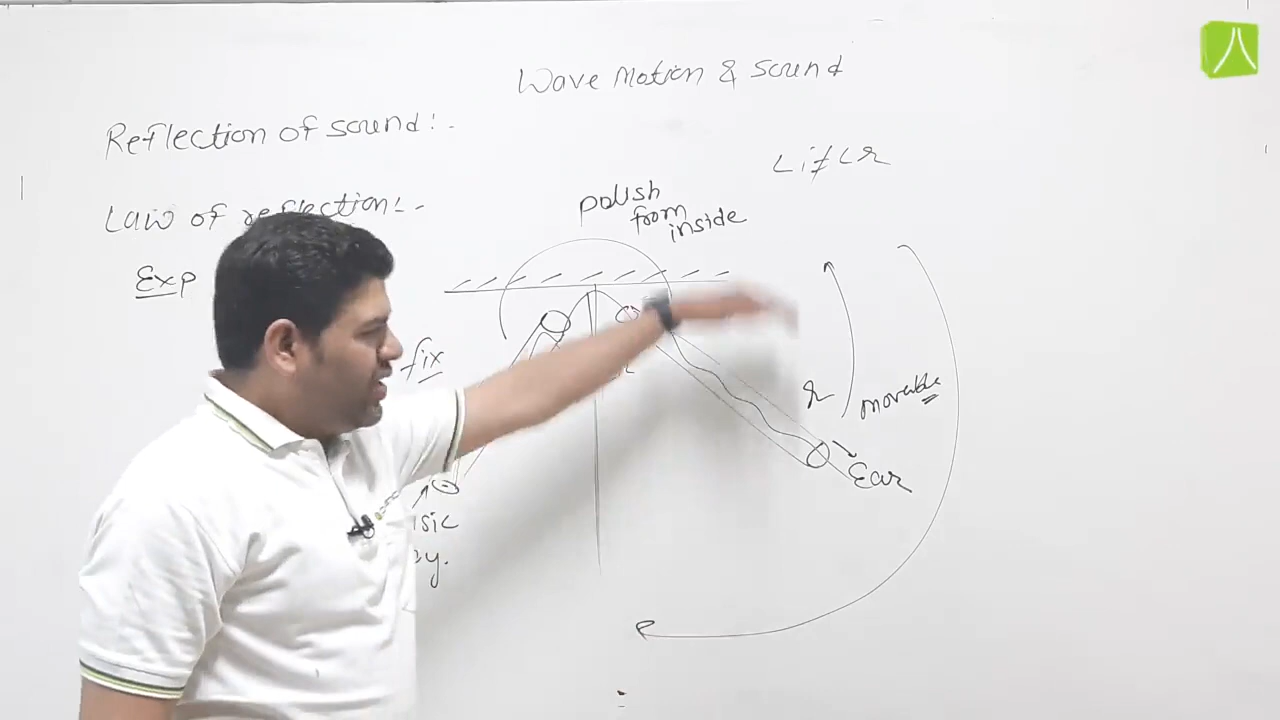 Wave Motion & Sound
Reflection of sound:-
∠i ≠ ∠r
Law of reflection:-
polish
from
inside
Exp
fix
r
movable
Ear